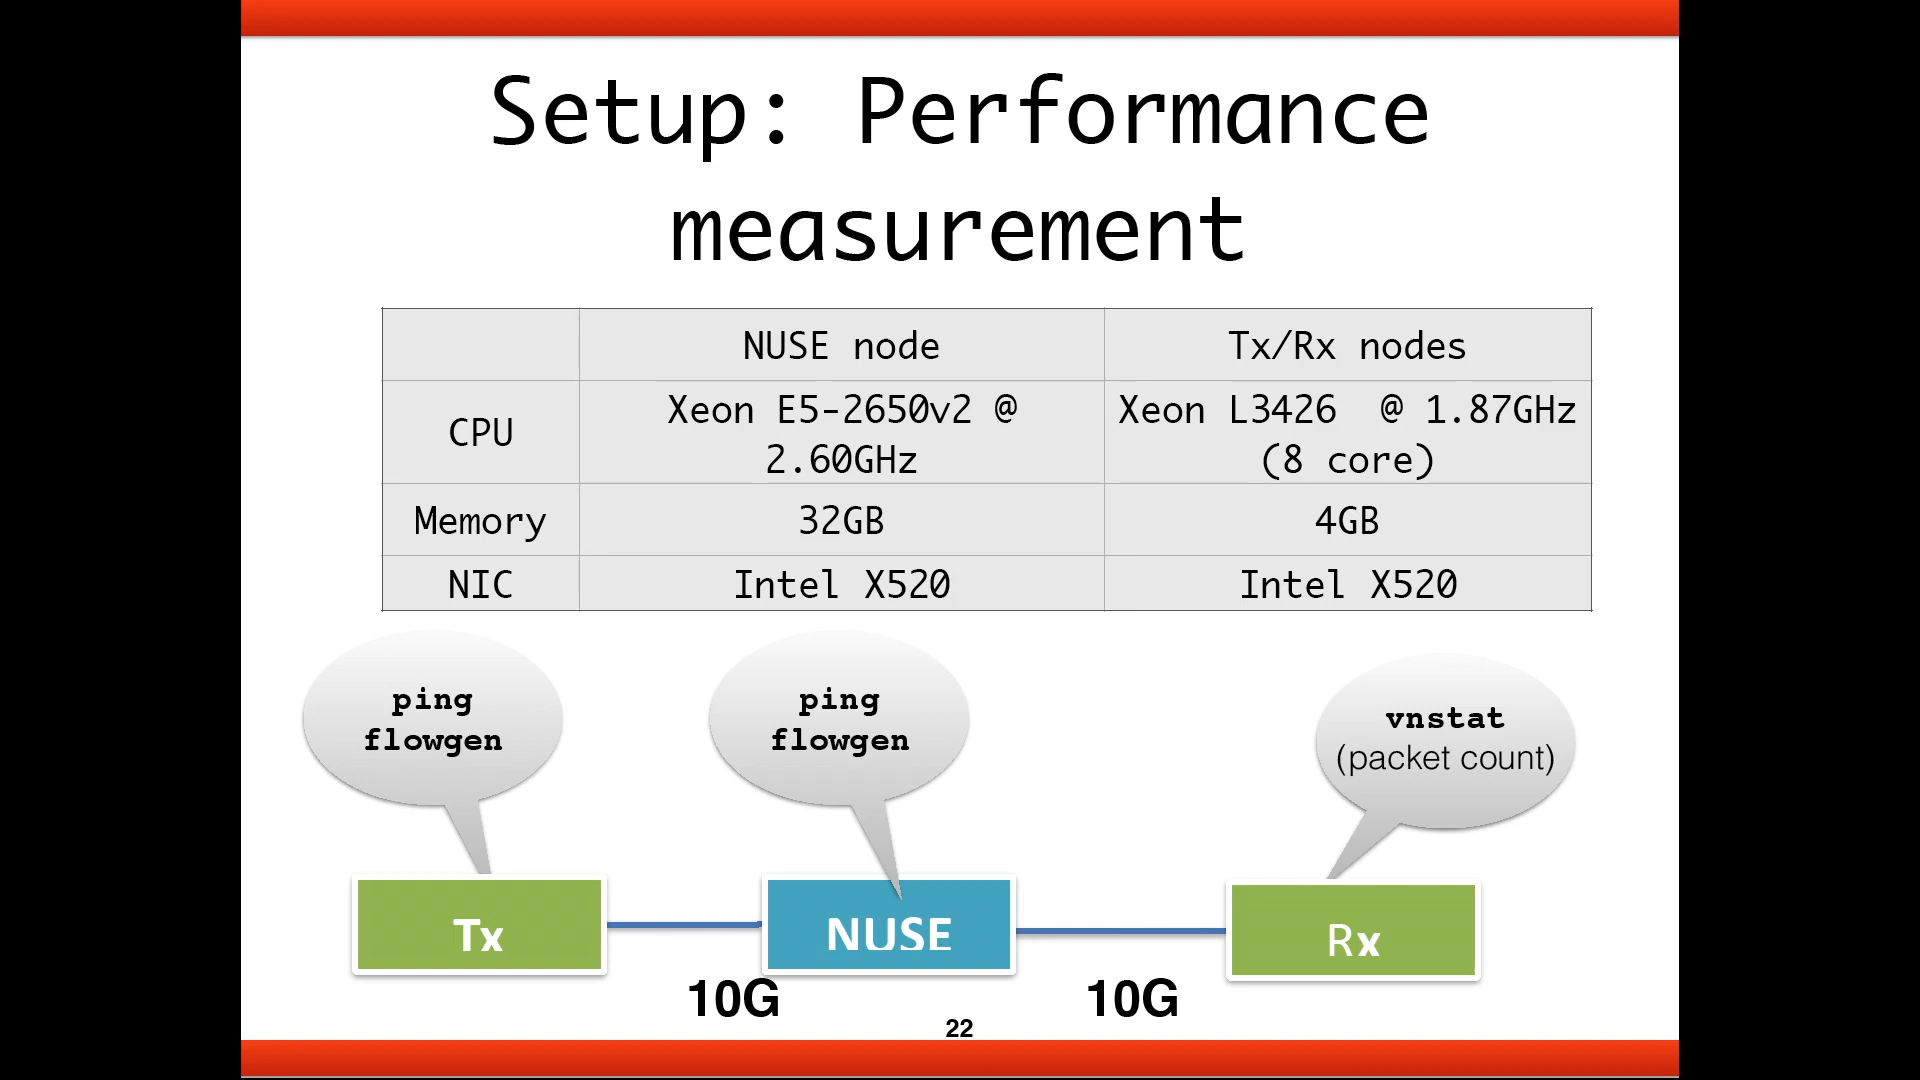 Setup: Performance
measurement
NUSE node Tx/Rx nodes
CPU Xeon E5-2650v2 @ 2.60GHz Xeon L3426 @ 1.87GHz (8 core)
Memory 32GB 4GB
NIC Intel X520 Intel X520
ping
flowgen
ping
flowgen
vnstat
(packet count)
Tx NUSE Rx
10G 10G
22